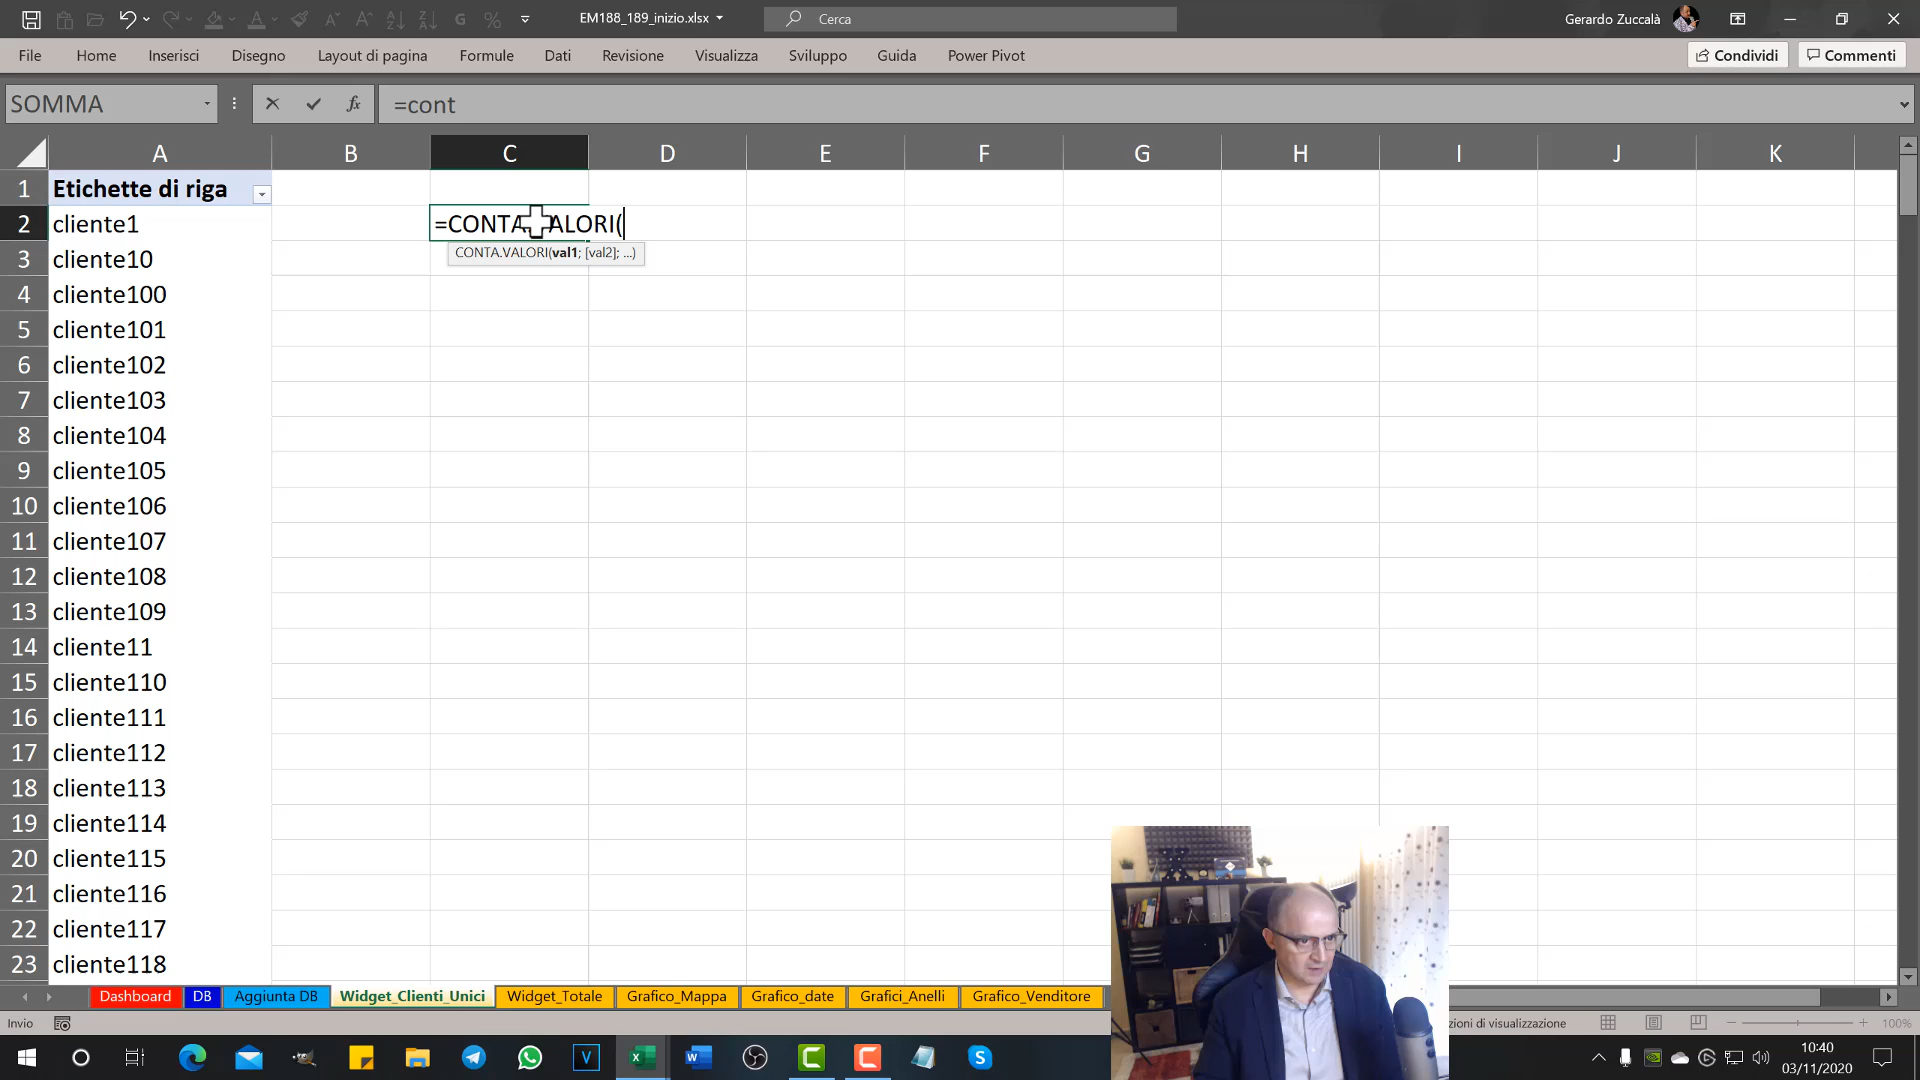 EM188_189_inizio.xlsx
Cerca
Gerardo Zuccalà
File Home Inserisci Disegno Layout di pagina Formule Dati Revisione Visualizza Sviluppo Guida Power Pivot Condividi Commenti
SOMMA fx =cont
A B C D E F G H I J K
1 Etichette di riga
2 cliente1 =CONTA.VALORI(
CONTA.VALORI(val1; [val2]; ...)
3 cliente10
4 cliente100
5 cliente101
6 cliente102
7 cliente103
8 cliente104
9 cliente105
10 cliente106
11 cliente107
12 cliente108
13 cliente109
14 cliente11
15 cliente110
16 cliente111
17 cliente112
18 cliente113
19 cliente114
20 cliente115
21 cliente116
22 cliente117
23 cliente118
Dashboard DB Aggiunta DB Widget_Clienti_Unici Widget_Totale Grafico_Mappa Grafico_date Grafici_Anelli Grafico_Venditore
Invio zioni di visualizzazione 100%
10:40
03/11/2020